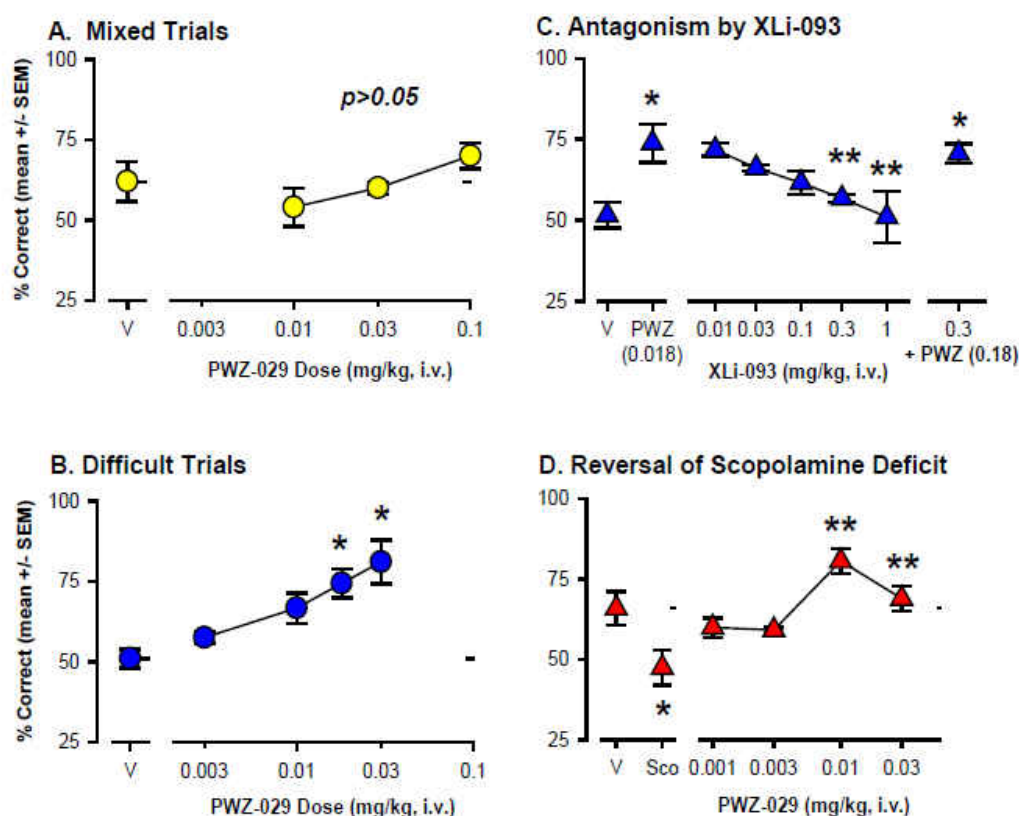 A. Mixed Trials
% Correct (mean +/- SEM)
100
75
50
25
p>0.05
V
0.003
0.01
0.03
0.1
PWZ-029 Dose (mg/kg, i.v.)
C. Antagonism by XLi-093
100
75
50
25
*
**
**
*
V
PWZ
(0.018)
0.01
0.03
0.1
0.3
1
XLi-093 (mg/kg, i.v.)
0.3
+ PWZ (0.18)
B. Difficult Trials
% Correct (mean +/- SEM)
100
75
50
25
*
*
V
0.003
0.01
0.03
0.1
PWZ-029 Dose (mg/kg, i.v.)
D. Reversal of Scopolamine Deficit
100
75
50
25
*
**
**
V
Sco
0.001
0.003
0.01
0.03
PWZ-029 (mg/kg, i.v.)